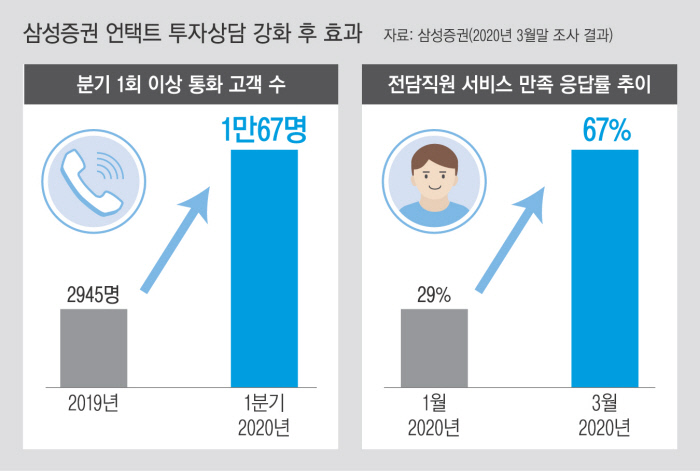 삼성증권 언택트 투자상담 강화 후 효과 자료: 삼성증권(2020년 3월말 조사 결과)
분기 1회 이상 통화 고객 수
1만67명
2945명
2019년
1분기
2020년
전담직원 서비스 만족 응답률 추이
67%
29%
1월
2020년
3월
2020년